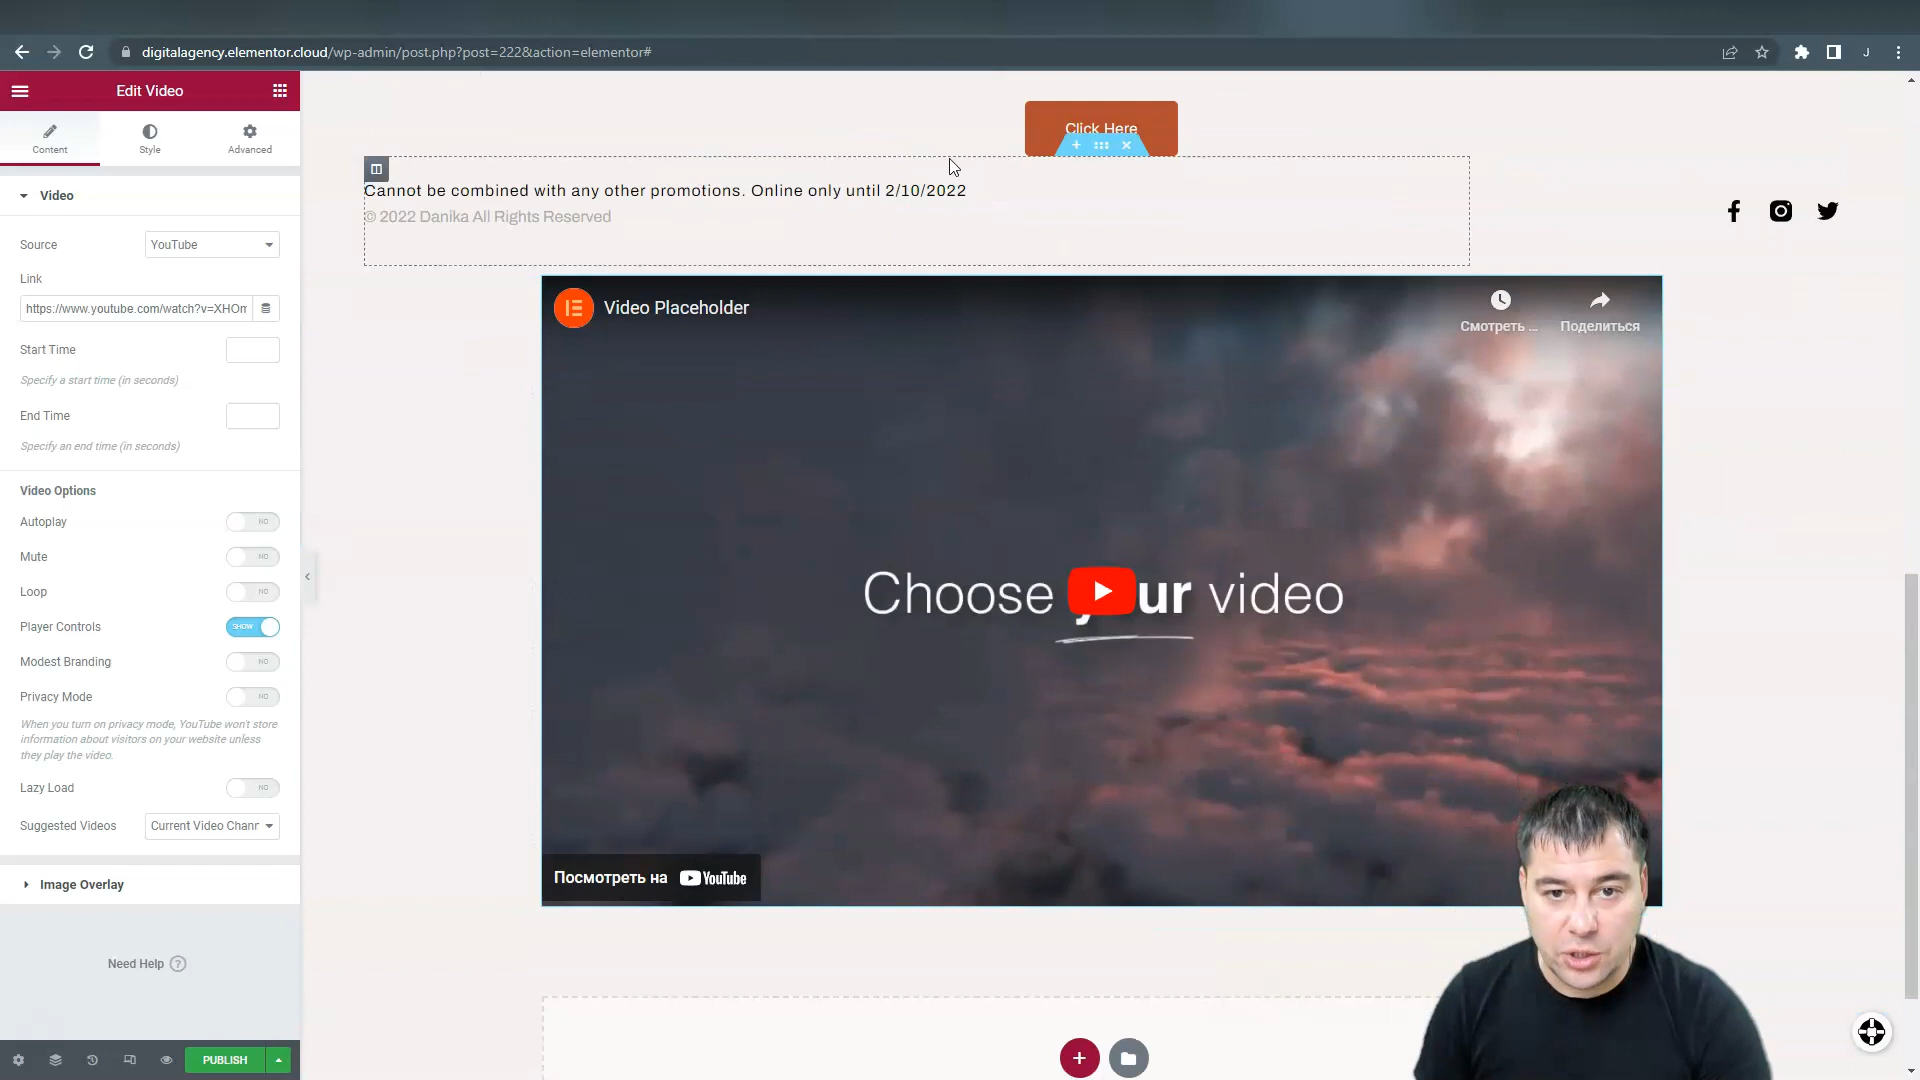 digitalagency.elementor.cloud/wp-admin/post.php?post=222&action=elementor#
J
Edit Video
Content
Style
Advanced
Video
Source
YouTube
Link
https://www.youtube.com/watch?v=XHOm
Start Time
Specify a start time (in seconds)
End Time
Specify an end time (in seconds)
Video Options
Autoplay
NO
Mute
NO
Loop
NO
Player Controls
SHOW
Modest Branding
NO
Privacy Mode
NO
When you turn on privacy mode, YouTube won't store
information about visitors on your website unless
they play the video.
Lazy Load
NO
Suggested Videos
Current Video Chanr
Image Overlay
Need Help
PUBLISH
Click Here
Cannot be combined with any other promotions. Online only until 2/10/2022
© 2022 Danika All Rights Reserved
Video Placeholder
Смотреть ...
Поделиться
Choose your video
Посмотреть на YouTube